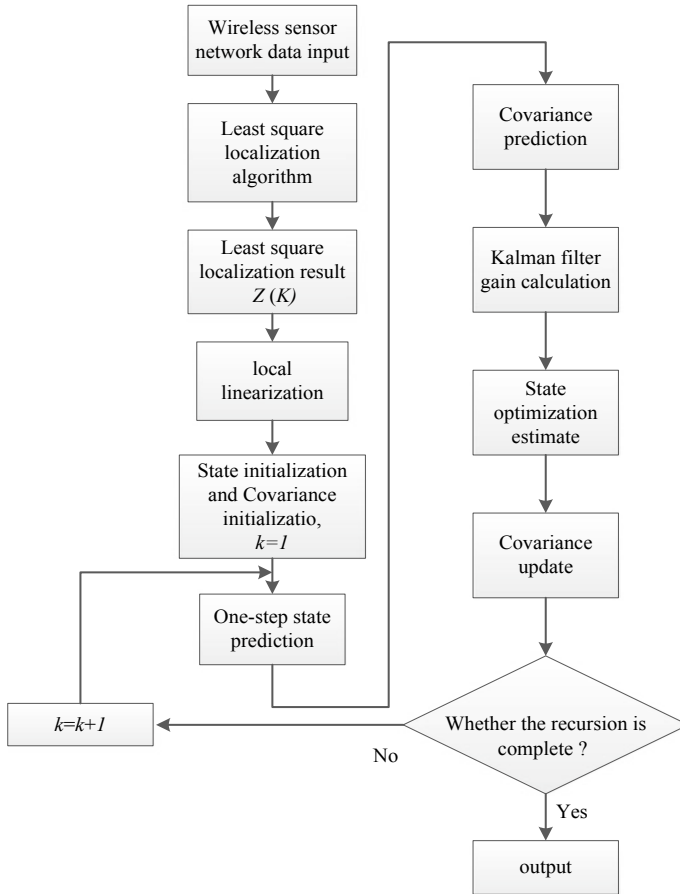 Wireless sensor
network data input
Least square
localization
algorithm
Least square
localization result
Z (K)
local
linearization
State initialization
and Covariance
initializatio,
k=1
One-step state
prediction
k=k+1
Covariance
prediction
Kalman filter
gain calculation
State
optimization
estimate
Covariance
update
Whether the recursion is
complete ?
No
Yes
output